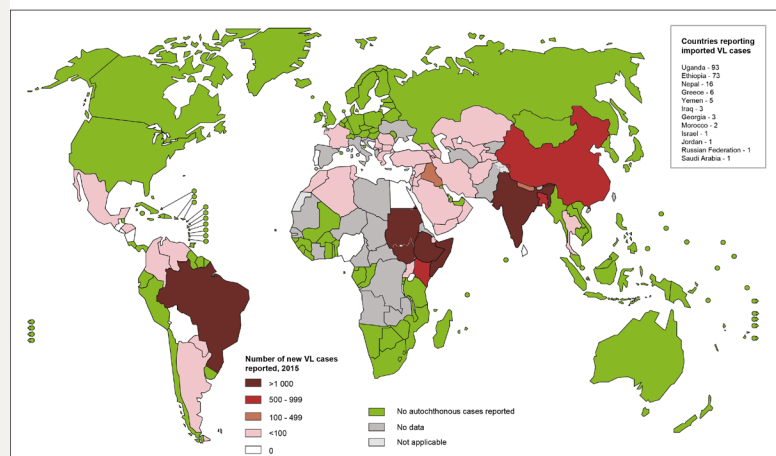 Countries reporting
imported VL cases
Uganda - 93
Ethiopia - 73
Nepal - 16
Greece - 6
Yemen - 5
Iraq - 3
Georgia - 3
Morocco - 2
Israel - 1
Jordan - 1
Russian Federation - 1
Saudi Arabia - 1
Number of new VL cases
reported, 2015
>1 000
500 - 999
100 - 499
<100
0
No autochthonous cases reported
No data
Not applicable